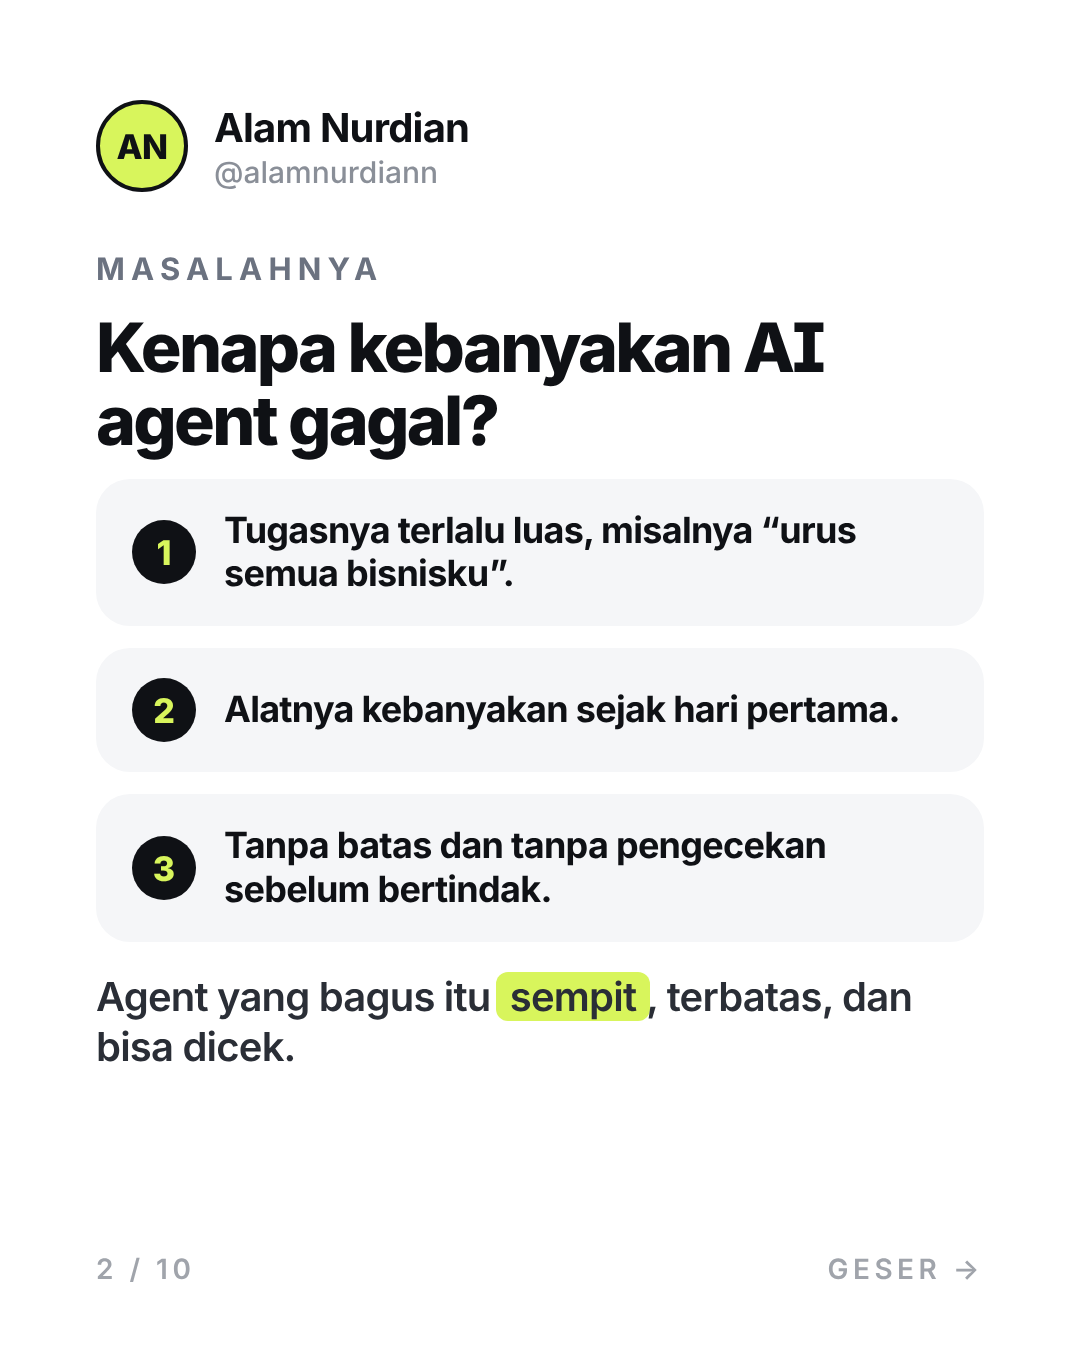 AN
Alam Nurdian
@alamnurdiann
MASALAHNYA
Kenapa kebanyakan AI
agent gagal?
1
Tugasnya terlalu luas, misalnya “urus
semua bisnisku”.
2
Alatnya kebanyakan sejak hari pertama.
3
Tanpa batas dan tanpa pengecekan
sebelum bertindak.
Agent yang bagus itu sempit, terbatas, dan
bisa dicek.
2 / 10
GESER →